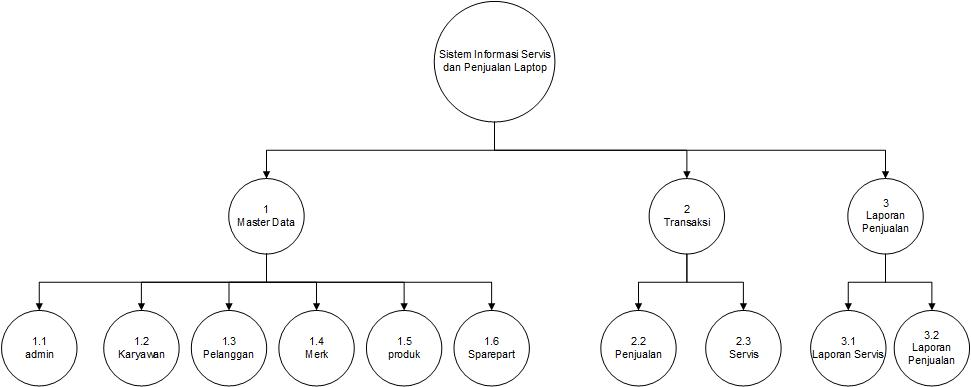 Sistem Informasi Servis
dan Penjualan Laptop
1
Master Data
2
Transaksi
3
Laporan
Penjualan
1.1
admin
1.2
Karyawan
1.3
Pelanggan
1.4
Merk
1.5
produk
1.6
Sparepart
2.2
Penjualan
2.3
Servis
3.1
Laporan Servis
3.2
Laporan
Penjualan